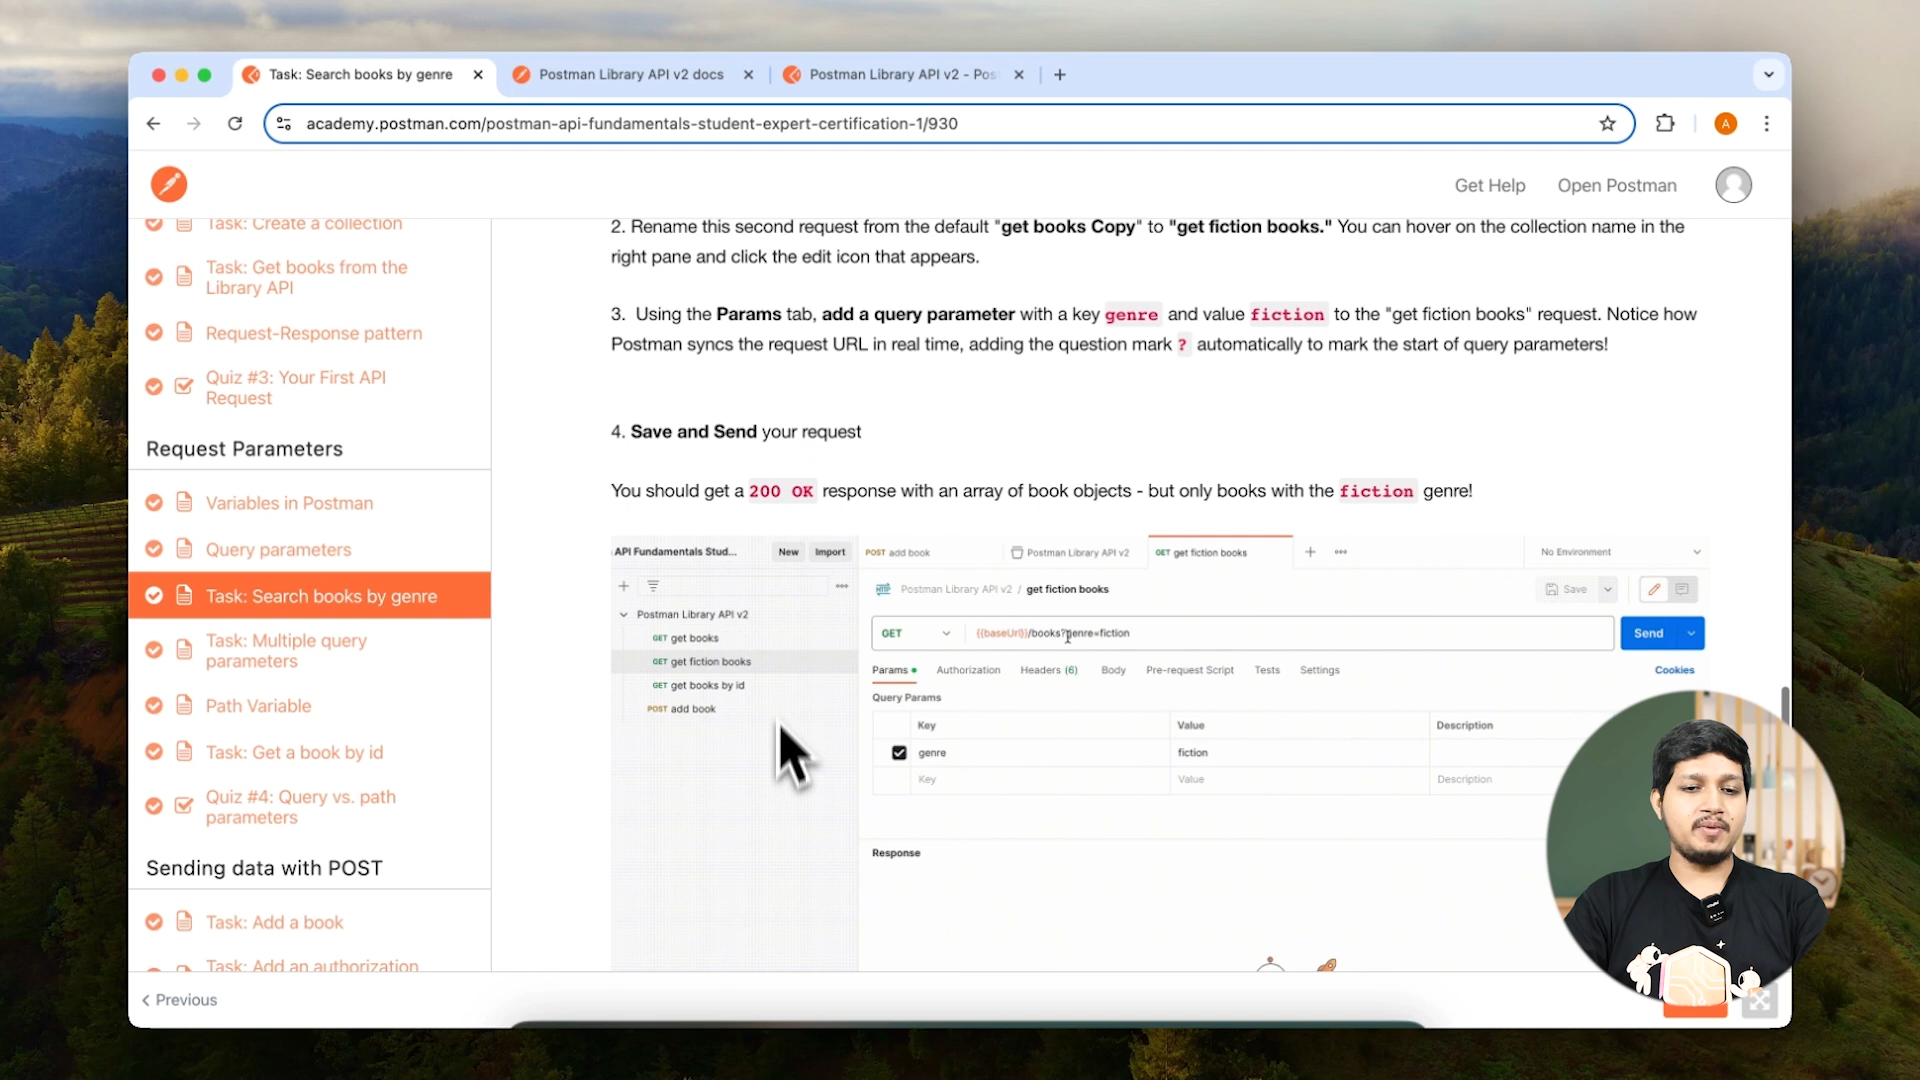 Task: Search books by genre
Postman Library API v2 docs
Postman Library API v2 - Pos
academy.postman.com/postman-api-fundamentals-student-expert-certification-1/930
A
Get Help
Open Postman
Task: Create a collection
Task: Get books from the
Library API
Request-Response pattern
Quiz #3: Your First API
Request
Request Parameters
Variables in Postman
Query parameters
Task: Search books by genre
Task: Multiple query
parameters
Path Variable
Task: Get a book by id
Quiz #4: Query vs. path
parameters
Sending data with POST
Task: Add a book
Task: Add an authorization
Previous
2. Rename this second request from the default "get books Copy" to "get fiction books." You can hover on the collection name in the
right pane and click the edit icon that appears.
3. Using the Params tab, add a query parameter with a key genre and value fiction to the "get fiction books" request. Notice how
Postman syncs the request URL in real time, adding the question mark ? automatically to mark the start of query parameters!
4. Save and Send your request
You should get a 200 OK response with an array of book objects - but only books with the fiction genre!
API Fundamentals Stud...
New
Import
POST add book
Postman Library API v2
GET get fiction books
No Environment
Postman Library API v2
GET get books
GET get fiction books
GET get books by id
POST add book
HTTP
Postman Library API v2 / get fiction books
Save
GET
{{baseUrl}}/books?genre=fiction
Send
Params
Authorization
Headers (6)
Body
Pre-request Script
Tests
Settings
Cookies
Query Params
Key
Value
Description
genre
fiction
Key
Value
Description
Response